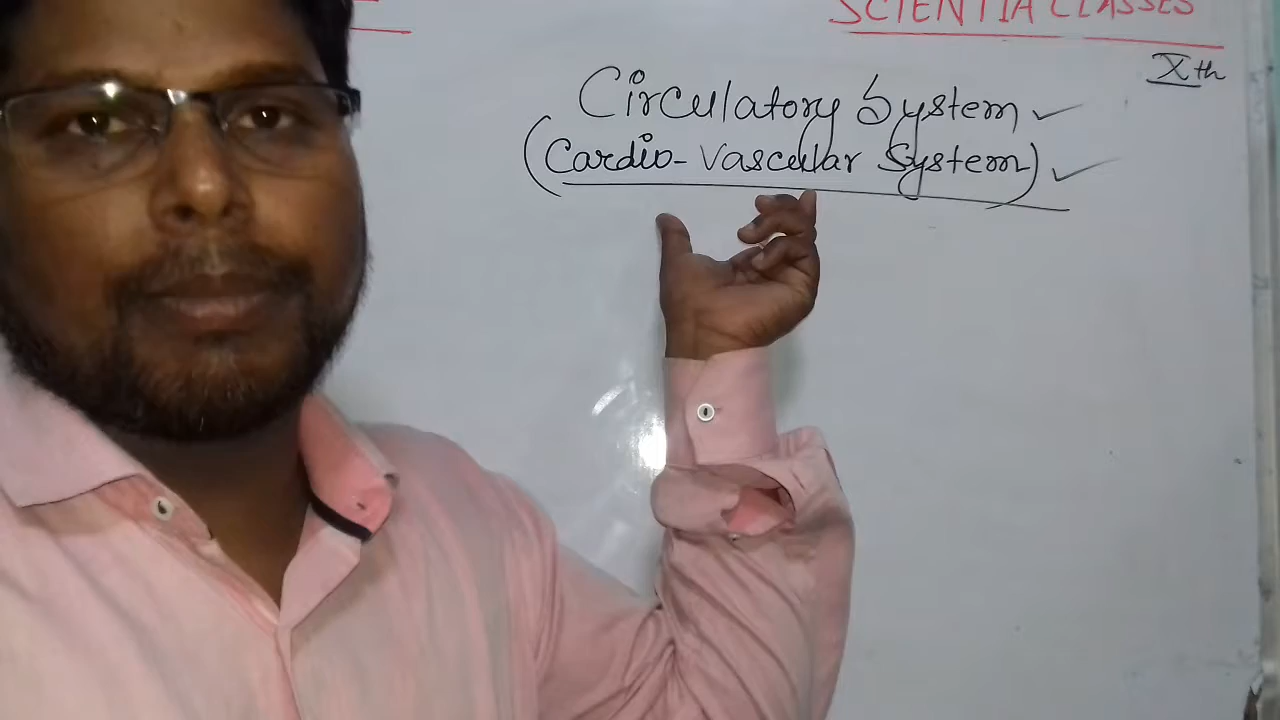 SCIENTIA CLASSES
Xth
Circulatory System
(Cardio-Vascular System)